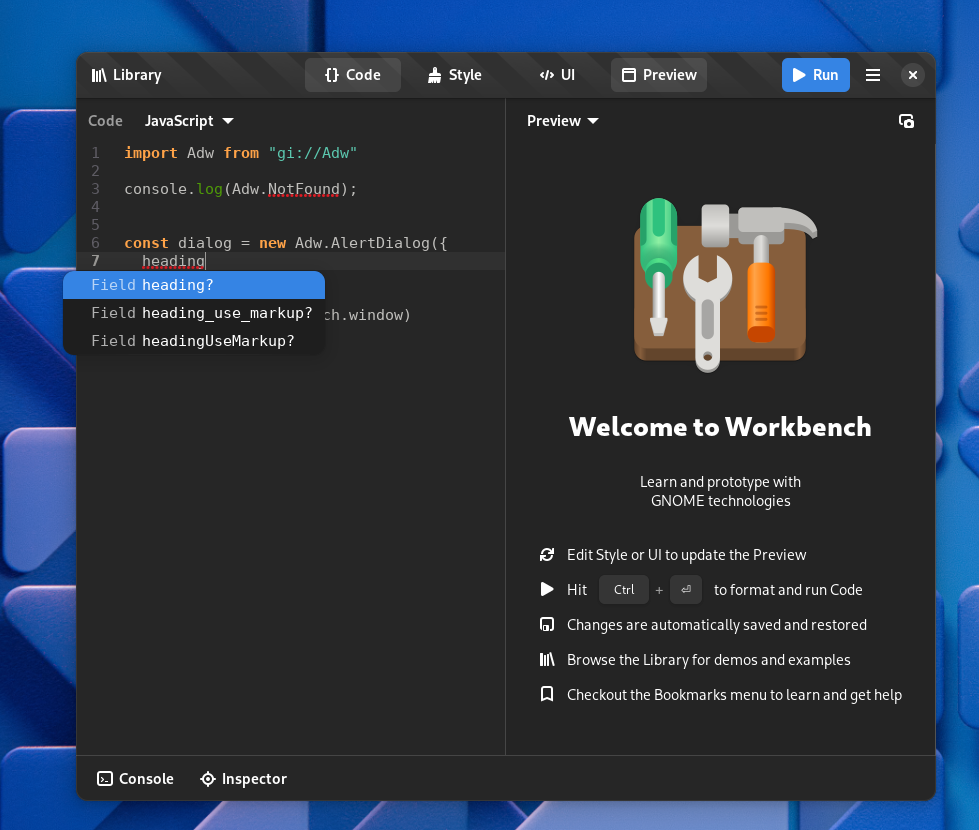 Library
Code
Style
UI
Preview
Run
Code JavaScript
Preview
1 import Adw from "gi://Adw"
2
3 console.log(Adw.NotFound);
4
5
6 const dialog = new Adw.AlertDialog({
7 heading
Field heading?
Field heading_use_markup?
ch.window)
Field headingUseMarkup?
Welcome to Workbench
Learn and prototype with
GNOME technologies
Edit Style or UI to update the Preview
Hit Ctrl + ⏎ to format and run Code
Changes are automatically saved and restored
Browse the Library for demos and examples
Checkout the Bookmarks menu to learn and get help
Console
Inspector